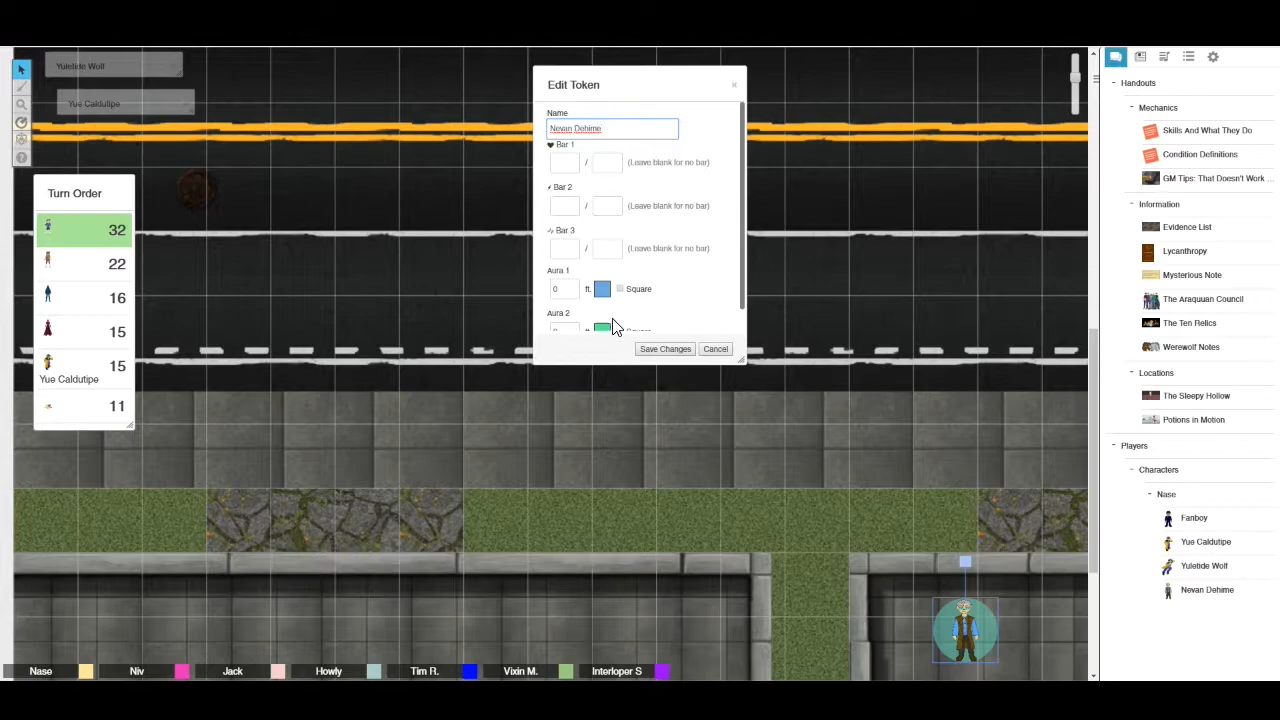 Yuletide Wolf
Yue Caldutipe
Turn Order
32
22
16
15
15
Yue Caldutipe
11
Edit Token
×
Name
Nevan Dehime
Bar 1
/ (Leave blank for no bar)
Bar 2
/ (Leave blank for no bar)
Bar 3
/ (Leave blank for no bar)
Aura 1
0 ft. Square
Aura 2
Save Changes Cancel
Handouts
Mechanics
Skills And What They Do
Condition Definitions
GM Tips: That Doesn't Work ...
Information
Evidence List
Lycanthropy
Mysterious Note
The Araquuan Council
The Ten Relics
Werewolf Notes
Locations
The Sleepy Hollow
Potions in Motion
Players
Characters
Nase
Fanboy
Yue Caldutipe
Yuletide Wolf
Nevan Dehime
Nase Niv Jack Howly Tim R. Vixin M. Interloper S